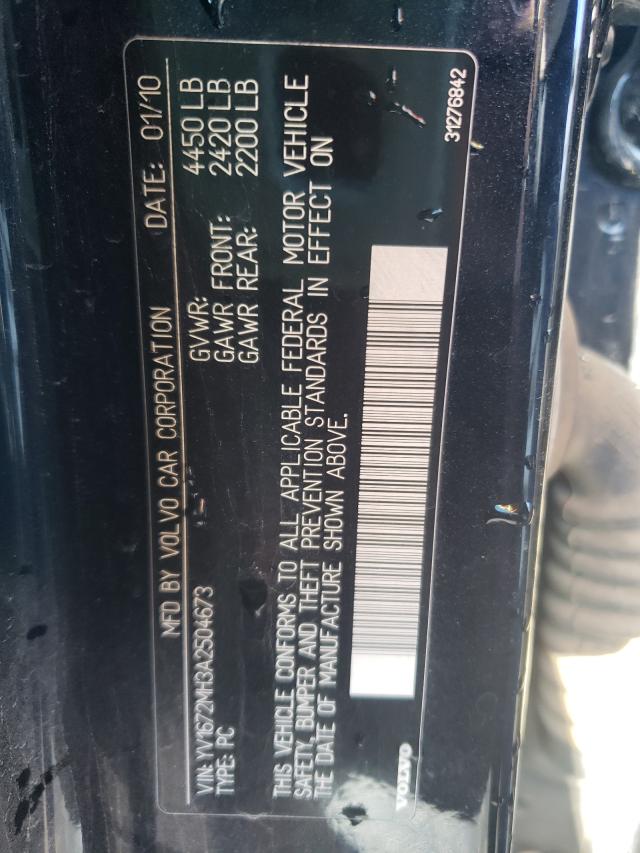 MFD BY VOLVO CAR CORPORATION DATE: 01/10
GVWR: 4450 LB
VIN: YV1672MH3A2504673 GAWR FRONT: 2420 LB
TYPE: PC GAWR REAR: 2200 LB
THIS VEHICLE CONFORMS TO ALL APPLICABLE FEDERAL MOTOR VEHICLE
SAFETY, BUMPER AND THEFT PREVENTION STANDARDS IN EFFECT ON
THE DATE OF MANUFACTURE SHOWN ABOVE.
VOLVO 31276842